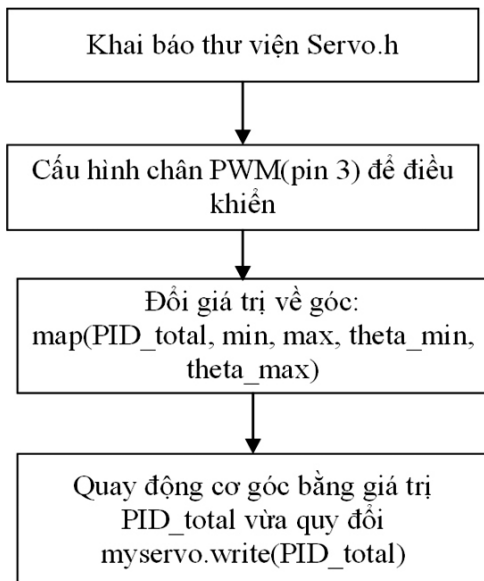 Khai báo thư viện Servo.h
Cấu hình chân PWM(pin 3) để điều
khiển
Đổi giá trị về góc:
map(PID_total, min, max, theta_min,
theta_max)
Quay động cơ góc bằng giá trị
PID_total vừa quy đổi
myservo.write(PID_total)